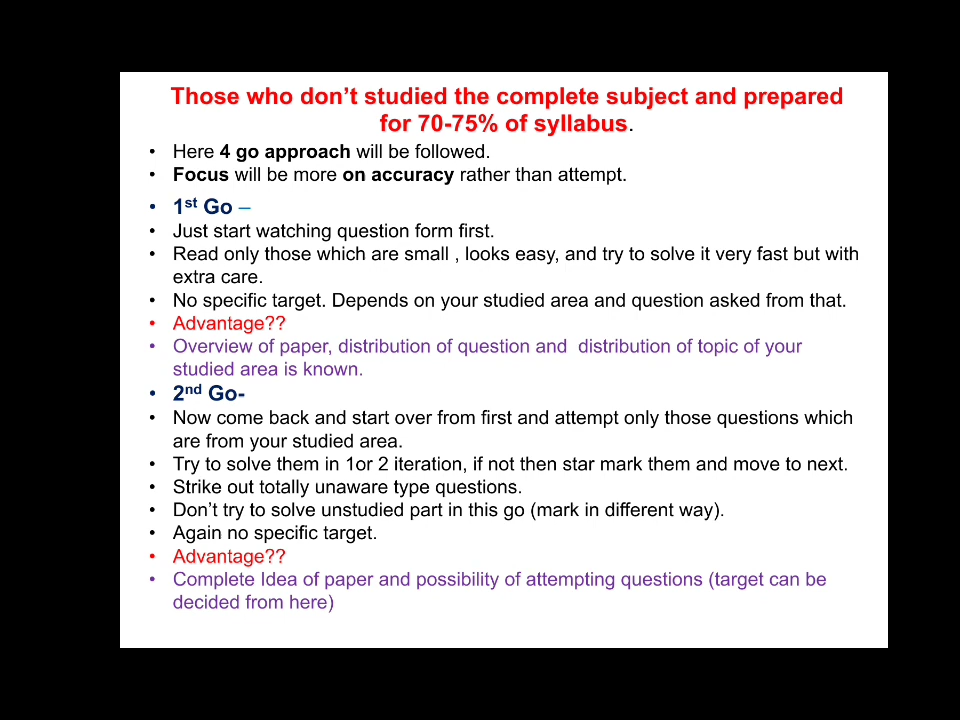 Those who don’t studied the complete subject and prepared
for 70-75% of syllabus.
• Here 4 go approach will be followed.
• Focus will be more on accuracy rather than attempt.
• 1st Go –
• Just start watching question form first.
• Read only those which are small , looks easy, and try to solve it very fast but with
extra care.
• No specific target. Depends on your studied area and question asked from that.
• Advantage??
• Overview of paper, distribution of question and  distribution of topic of your
studied area is known.
• 2nd Go-
• Now come back and start over from first and attempt only those questions which
are from your studied area.
• Try to solve them in 1or 2 iteration, if not then star mark them and move to next.
• Strike out totally unaware type questions.
• Don’t try to solve unstudied part in this go (mark in different way).
• Again no specific target.
• Advantage??
• Complete Idea of paper and possibility of attempting questions (target can be
decided from here)